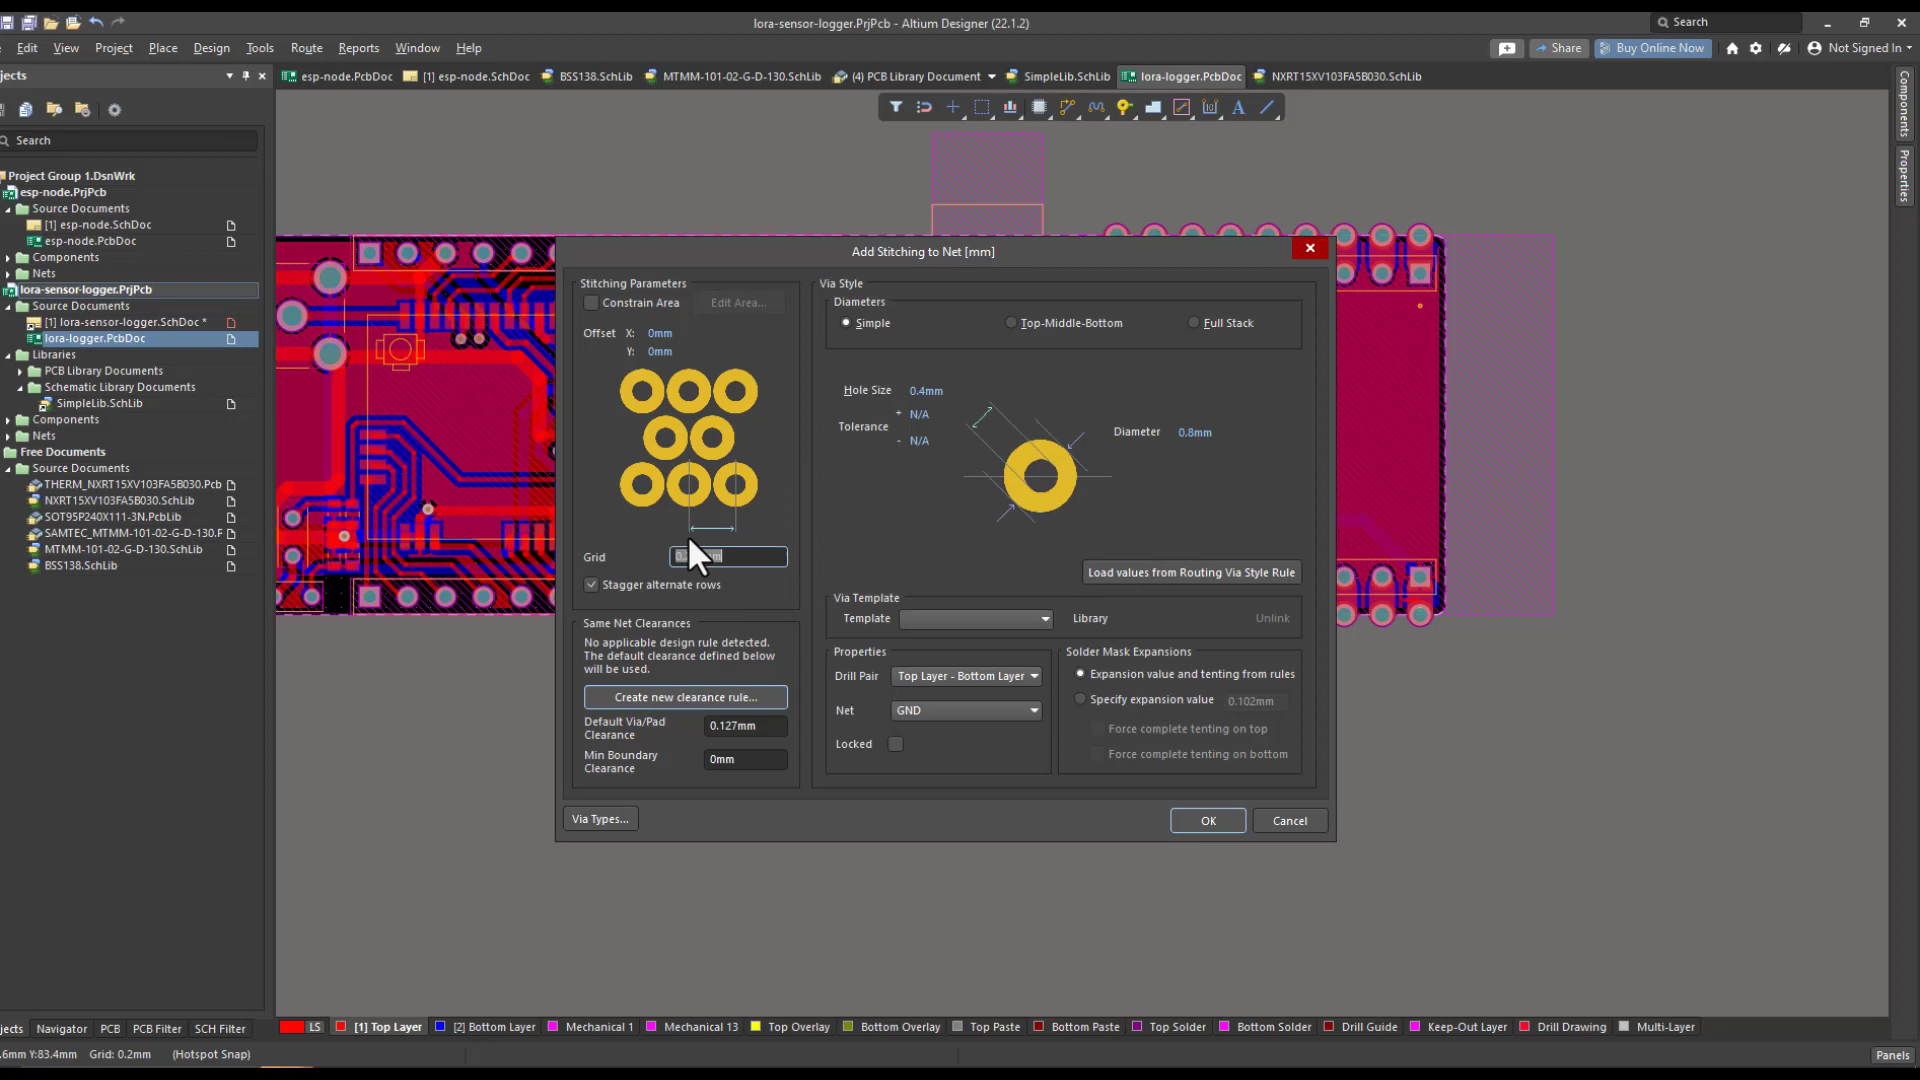 lora-sensor-logger.PrjPcb - Altium Designer (22.1.2)
Search
Edit View Project Place Design Tools Route Reports Window Help
Share
Buy Online Now
Not Signed In
jects
esp-node.PcbDoc
[1] esp-node.SchDoc
BSS138.SchLib
MTMM-101-02-G-D-130.SchLib
(4) PCB Library Document
SimpleLib.SchLib
lora-logger.PcbDoc
NXRT15XV103FA5B030.SchLib
Components
Properties
Search
Project Group 1.DsnWrk
esp-node.PrjPcb
Source Documents
[1] esp-node.SchDoc
esp-node.PcbDoc
Components
Nets
lora-sensor-logger.PrjPcb
Source Documents
[1] lora-sensor-logger.SchDoc *
lora-logger.PcbDoc
Libraries
PCB Library Documents
Schematic Library Documents
SimpleLib.SchLib
Components
Nets
Free Documents
Source Documents
THERM_NXRT15XV103FA5B030.Pcb
NXRT15XV103FA5B030.SchLib
SOT95P240X111-3N.PcbLib
SAMTEC_MTMM-101-02-G-D-130.F
MTMM-101-02-G-D-130.SchLib
BSS138.SchLib
Add Stitching to Net [mm]
Stitching Parameters
Constrain Area
Edit Area...
Offset X: 0mm
Y: 0mm
Grid
Stagger alternate rows
Same Net Clearances
No applicable design rule detected.
The default clearance defined below
will be used.
Create new clearance rule...
Default Via/Pad
Clearance
0.127mm
Min Boundary
Clearance
0mm
Via Types...
Via Style
Diameters
Simple
Top-Middle-Bottom
Full Stack
Hole Size 0.4mm
Tolerance
+ N/A
- N/A
Diameter 0.8mm
Load values from Routing Via Style Rule
Via Template
Template
Library
Unlink
Properties
Drill Pair Top Layer - Bottom Layer
Net GND
Locked
Solder Mask Expansions
Expansion value and tenting from rules
Specify expansion value 0.102mm
Force complete tenting on top
Force complete tenting on bottom
OK
Cancel
jects Navigator PCB PCB Filter SCH Filter
LS [1] Top Layer [2] Bottom Layer Mechanical 1 Mechanical 13 Top Overlay Bottom Overlay Top Paste Bottom Paste Top Solder Bottom Solder Drill Guide Keep-Out Layer Drill Drawing Multi-Layer
.6mm Y:83.4mm Grid: 0.2mm (Hotspot Snap)
Panels